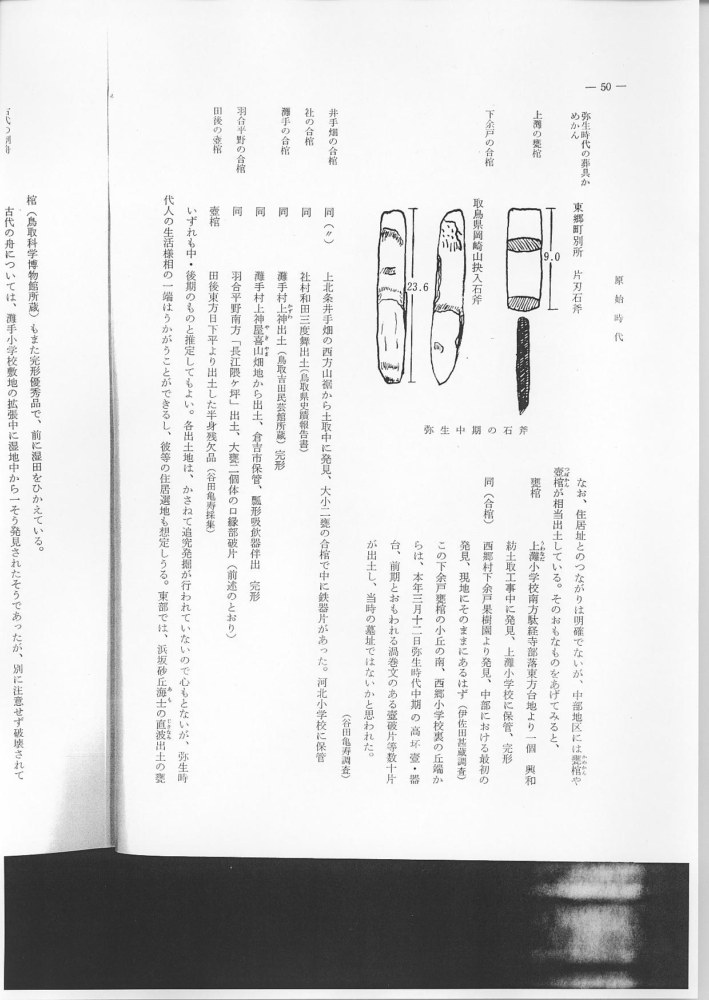 — 50 —
原始時代
弥生時代の葬具か
めかん
上灘の甕棺
下余戸の合棺
井手畑の合棺
社の合棺
灘手の合棺
羽合平野の合棺
田後の壺棺
東郷町別所　片刃石斧
9.0
取鳥県岡崎山抉入石斧
23.6
弥生中期の石斧
なお、住居址とのつながりは明確でないが、中部地区には甕棺や
かめかん
壺棺が相当出土している。そのおもなものをあげてみると、
つぼかん
甕棺　上灘小学校南方駄経寺部落東方台地より一個　興和
うわなだ
紡土取工事中に発見、上灘小学校に保管、完形
同（合棺）　西郷村下余戸果樹園より発見、中部における最初の
発見、現地にそのままにあるはず（伊佐田甚蔵調査）
この下余戸甕棺の小丘の南、西郷小学校裏の丘端か
らは、本年三月十二日弥生時代中期の高坏壺・器
台、前期とおもわれる渦巻文のある壺破片等数十片
が出土し、当時の墓址ではないかと思われた。
（谷田亀寿調査）
同（〃）　上北条井手畑の西方山裾から土取中に発見、大小二甕の合棺で中に鉄器片があった。河北小学校に保管
同　社村和田三度舞出土（鳥取県史蹟報告書）
同　灘手村上神出土（鳥取吉田民芸館所蔵）完形
かずわ
同　灘手村上神屋喜山畑地から出土、倉吉市保管、瓢形吸飲器伴出　完形
やきやま
同　羽合平野南方「長江隈ヶ坪」出土、大甕二個体の口縁部破片（前述のとおり）
壺棺　田後東方日下平より出土した半身残欠品（谷田亀寿採集）
いずれも中・後期のものと推定してもよい。各出土地は、かさねて追究発掘が行われていないので心もとないが、弥生時
代人の生活様相の一端はうかがうことができるし、彼等の住居選地も想定しうる。東部では、浜坂砂丘海士の直波出土の甕
あも
じきなみ
棺（鳥取科学博物館所蔵）もまた完形優秀品で、前に湿田をひかえている。
古代の舟については、灘手小学校敷地の拡張中に湿地中から一そう発見されたそうであったが、別に注意せず破壊されて